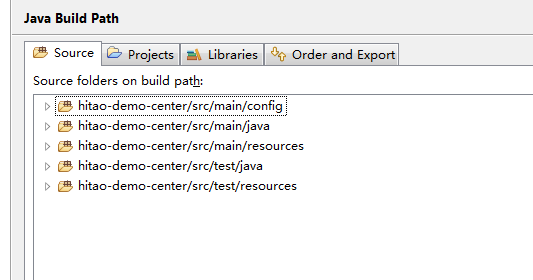 Java Build Path
Source Projects Libraries Order and Export
Source folders on build path:
hitao-demo-center/src/main/config
hitao-demo-center/src/main/java
hitao-demo-center/src/main/resources
hitao-demo-center/src/test/java
hitao-demo-center/src/test/resources